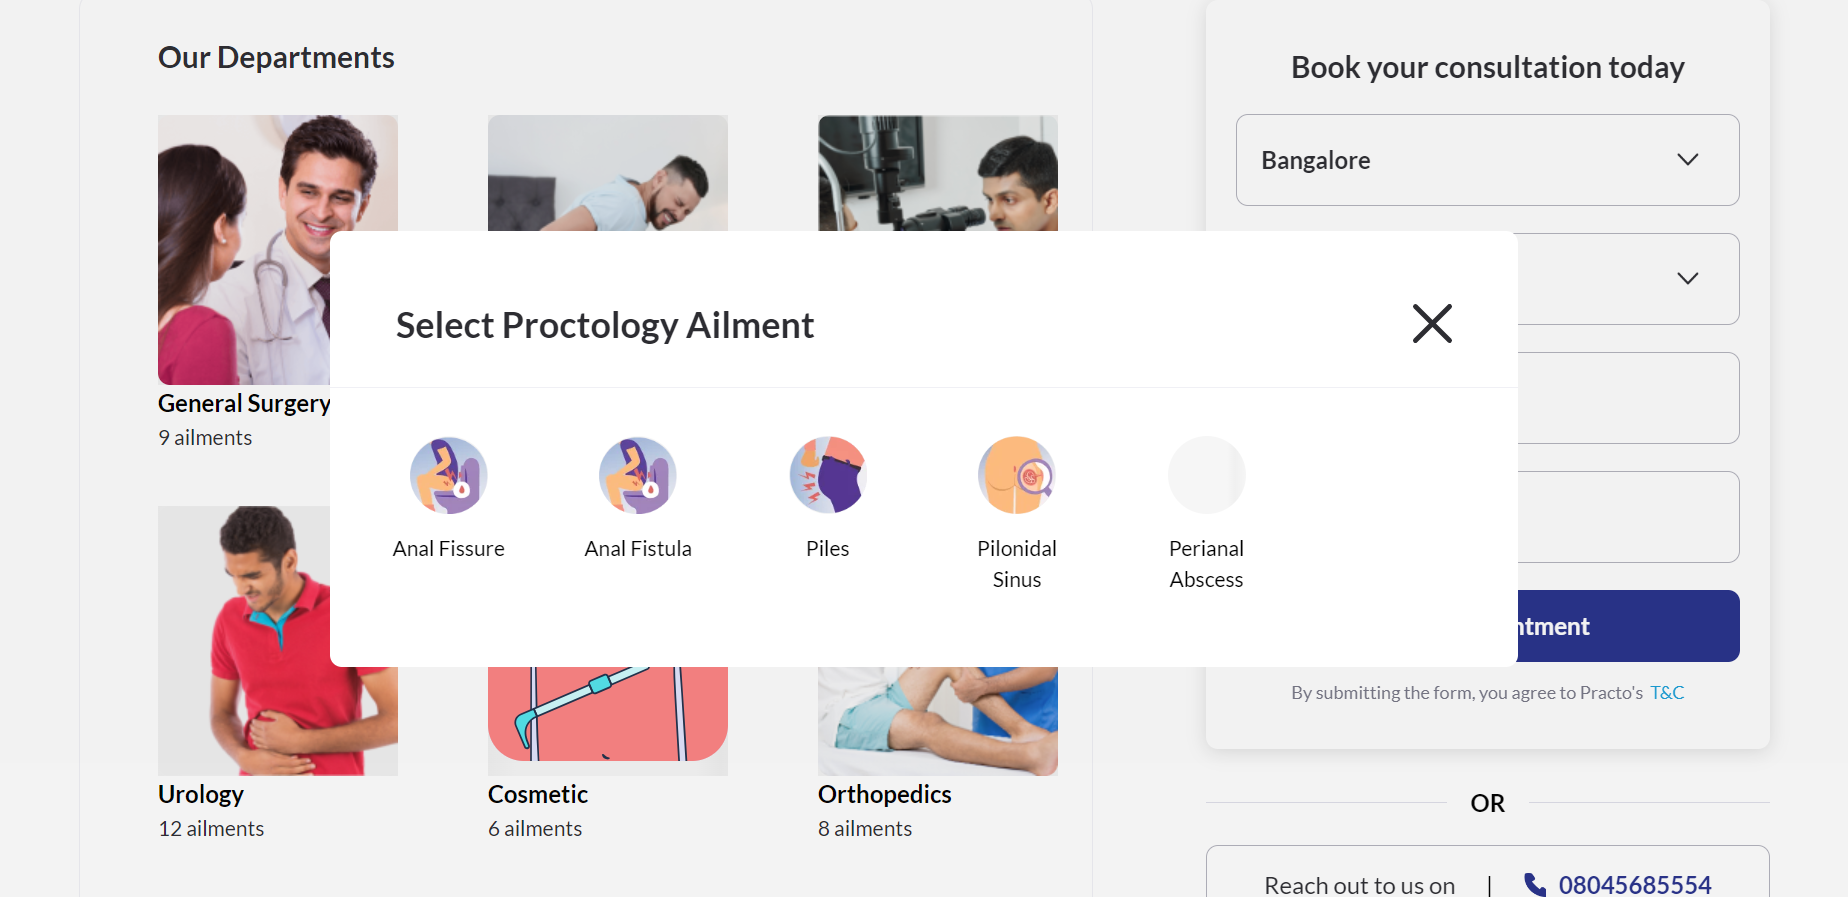 Our Departments
Book your consultation today
Bangalore
Select Proctology Ailment
General Surgery
9 ailments
Anal Fissure
Anal Fistula
Piles
Pilonidal
Sinus
Perianal
Abscess
ntment
By submitting the form, you agree to Practo's T&C
Urology
12 ailments
Cosmetic
6 ailments
Orthopedics
8 ailments
OR
Reach out to us on | 08045685554